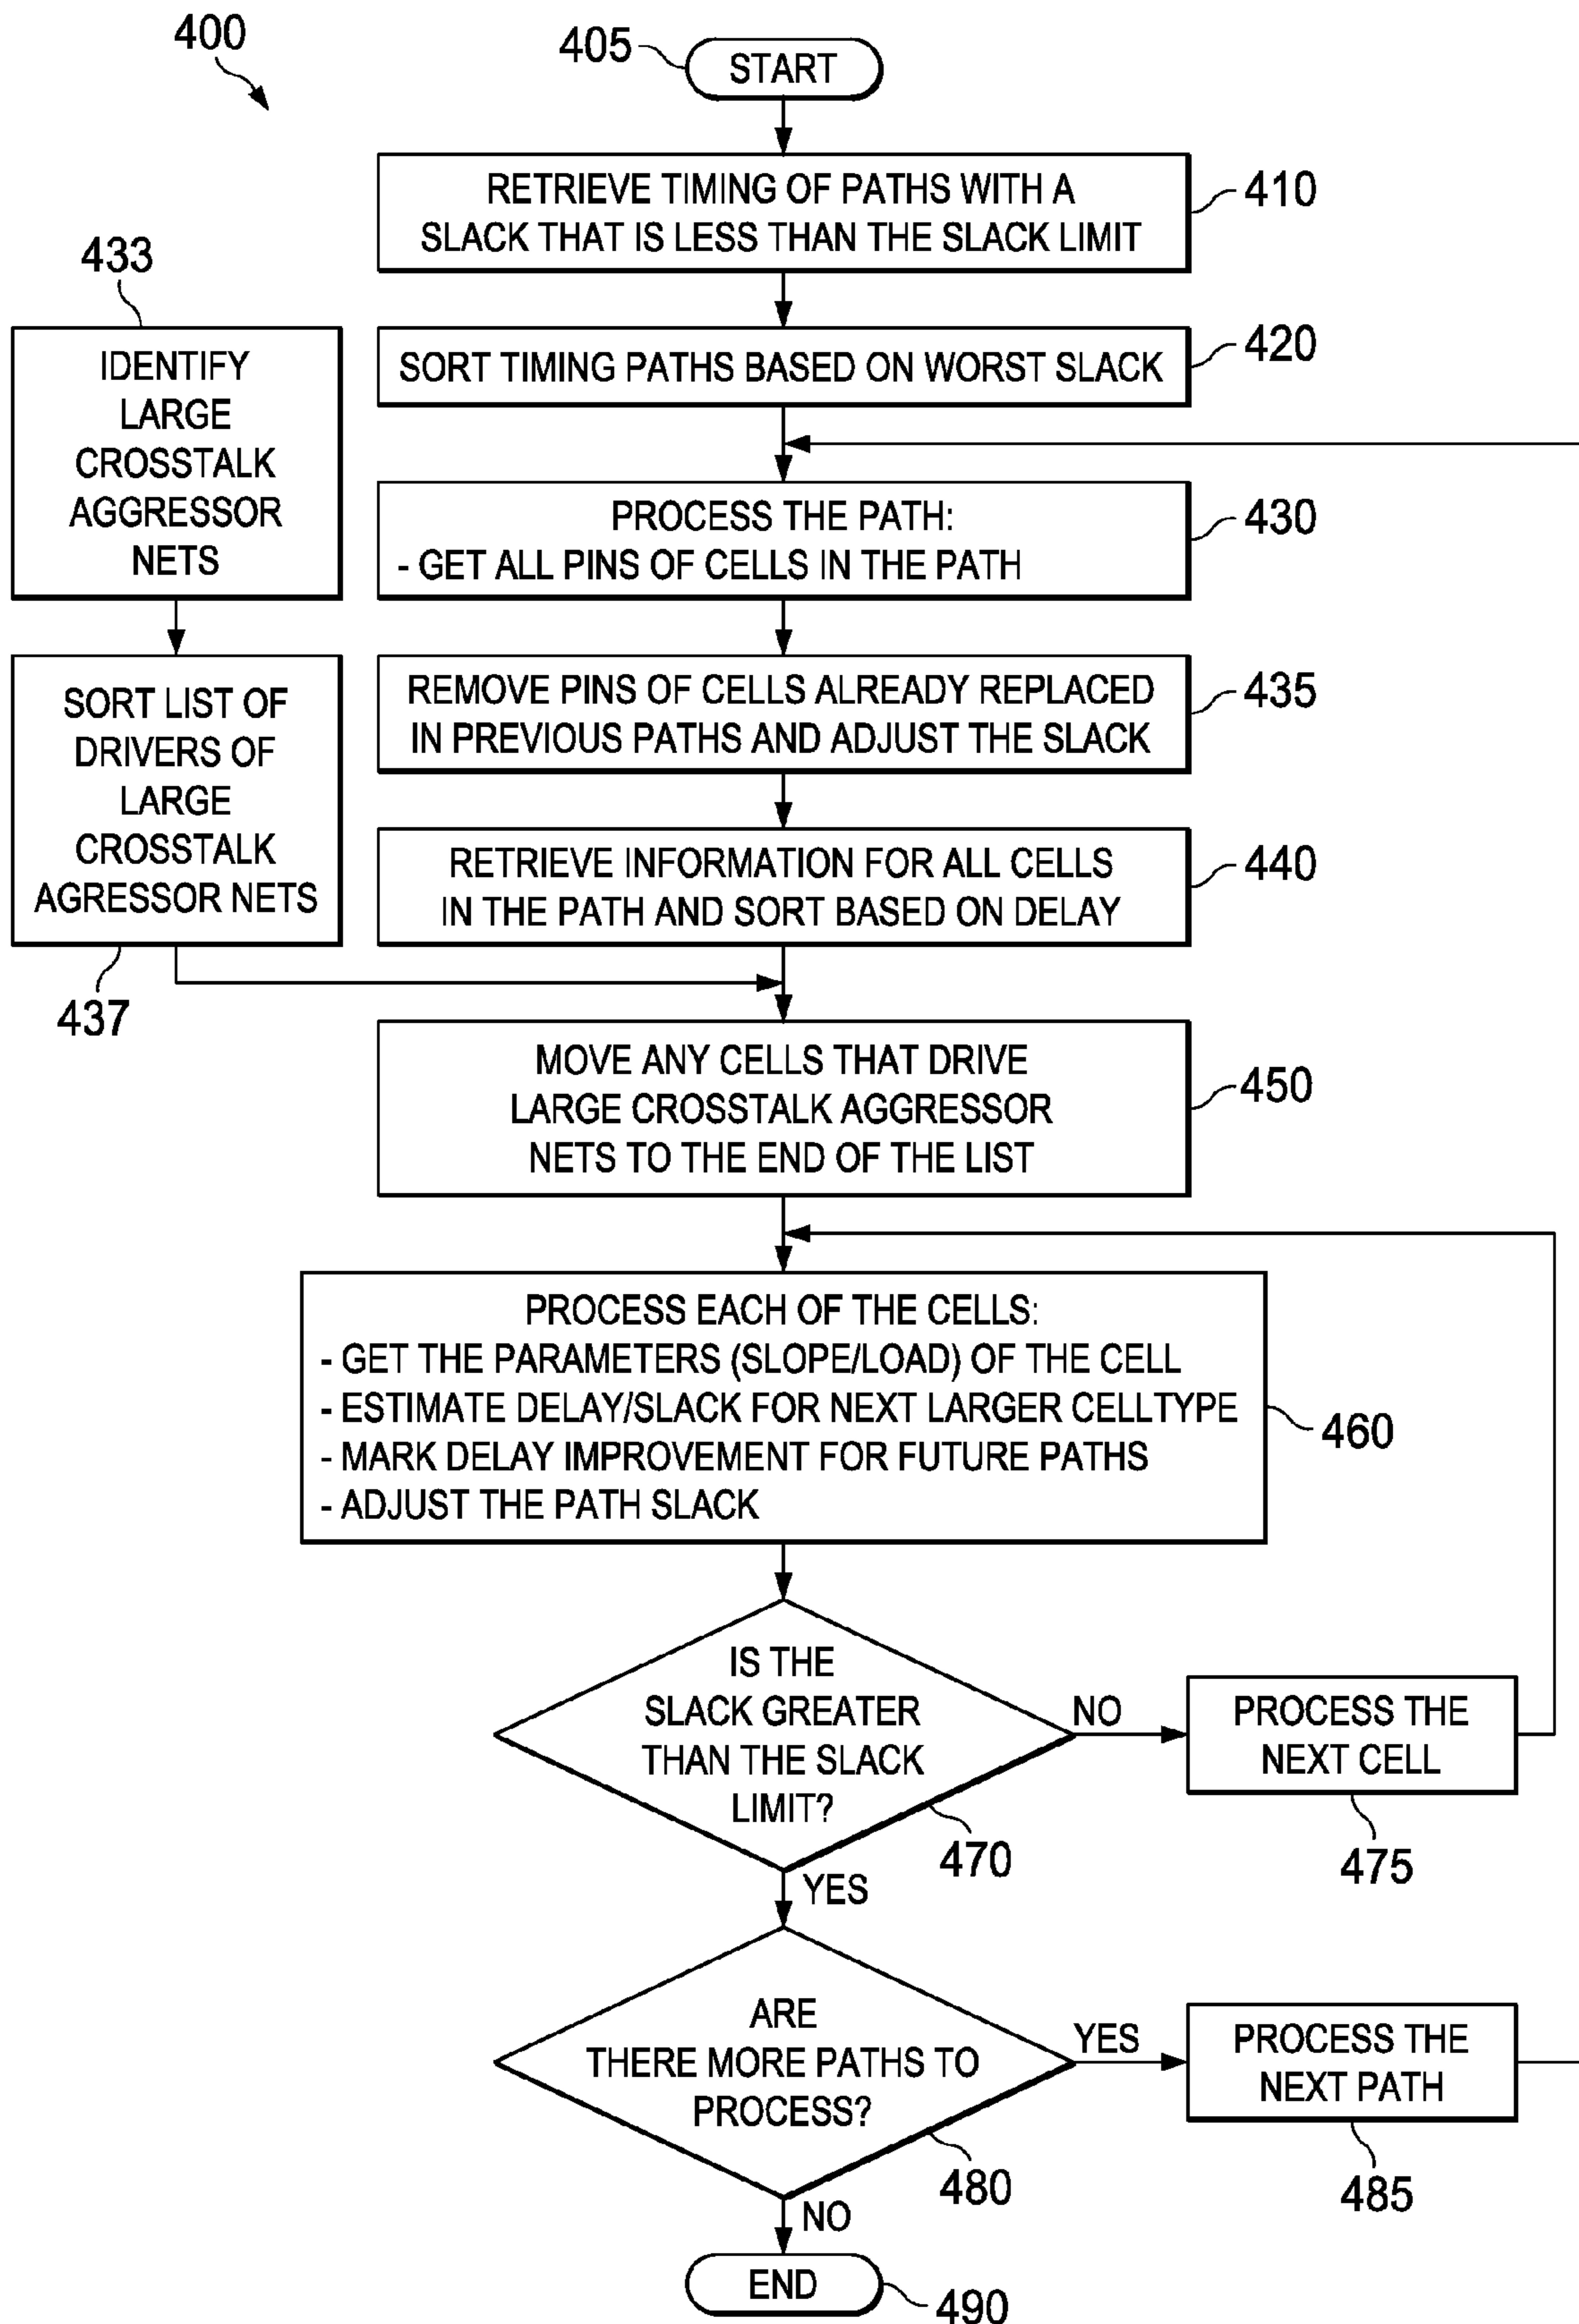 400
405
START
RETRIEVE TIMING OF PATHS WITH A
SLACK THAT IS LESS THAN THE SLACK LIMIT
410
433
IDENTIFY
LARGE
CROSSTALK
AGGRESSOR
NETS
SORT TIMING PATHS BASED ON WORST SLACK
420
PROCESS THE PATH:
- GET ALL PINS OF CELLS IN THE PATH
430
SORT LIST OF
DRIVERS OF
LARGE
CROSSTALK
AGRESSOR NETS
437
REMOVE PINS OF CELLS ALREADY REPLACED
IN PREVIOUS PATHS AND ADJUST THE SLACK
435
RETRIEVE INFORMATION FOR ALL CELLS
IN THE PATH AND SORT BASED ON DELAY
440
MOVE ANY CELLS THAT DRIVE
LARGE CROSSTALK AGGRESSOR
NETS TO THE END OF THE LIST
450
PROCESS EACH OF THE CELLS:
- GET THE PARAMETERS (SLOPE/LOAD) OF THE CELL
- ESTIMATE DELAY/SLACK FOR NEXT LARGER CELLTYPE
- MARK DELAY IMPROVEMENT FOR FUTURE PATHS
- ADJUST THE PATH SLACK
460
IS THE
SLACK GREATER
THAN THE SLACK
LIMIT?
470
NO
PROCESS THE
NEXT CELL
475
YES
ARE
THERE MORE PATHS TO
PROCESS?
480
YES
PROCESS THE
NEXT PATH
485
NO
END
490